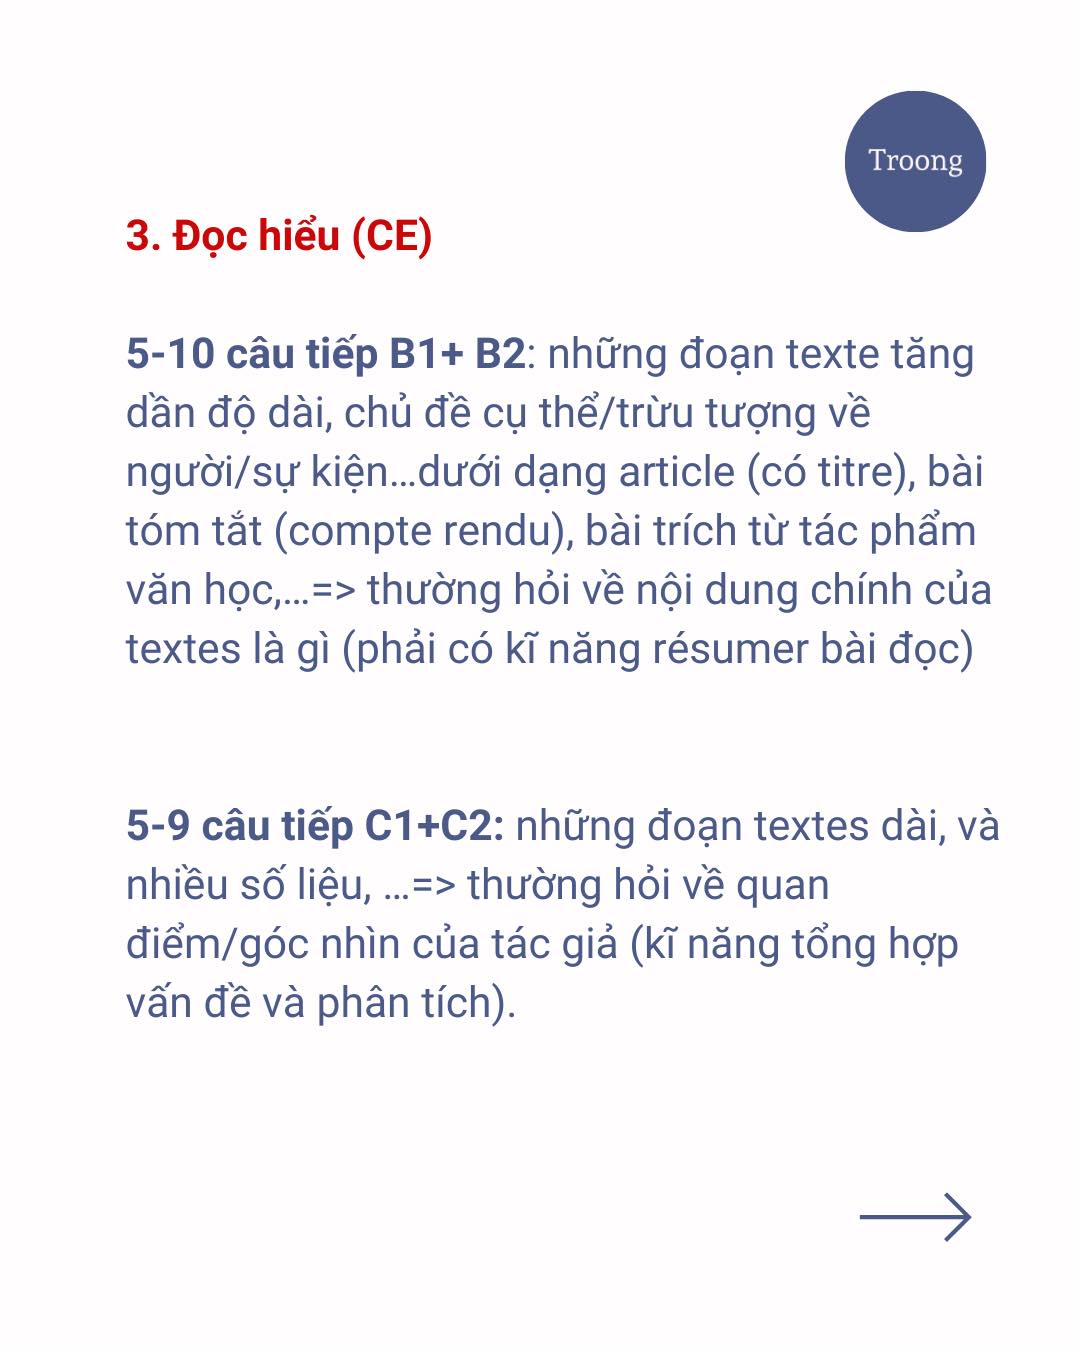 Troong
3. Đọc hiểu (CE)
5-10 câu tiếp B1+ B2: những đoạn texte tăng
dần độ dài, chủ đề cụ thể/trừu tượng về
người/sự kiện...dưới dạng article (có titre), bài
tóm tắt (compte rendu), bài trích từ tác phẩm
văn học,...=> thường hỏi về nội dung chính của
textes là gì (phải có kĩ năng résumer bài đọc)
5-9 câu tiếp C1+C2: những đoạn textes dài, và
nhiều số liệu, ...=> thường hỏi về quan
điểm/góc nhìn của tác giả (kĩ năng tổng hợp
vấn đề và phân tích).